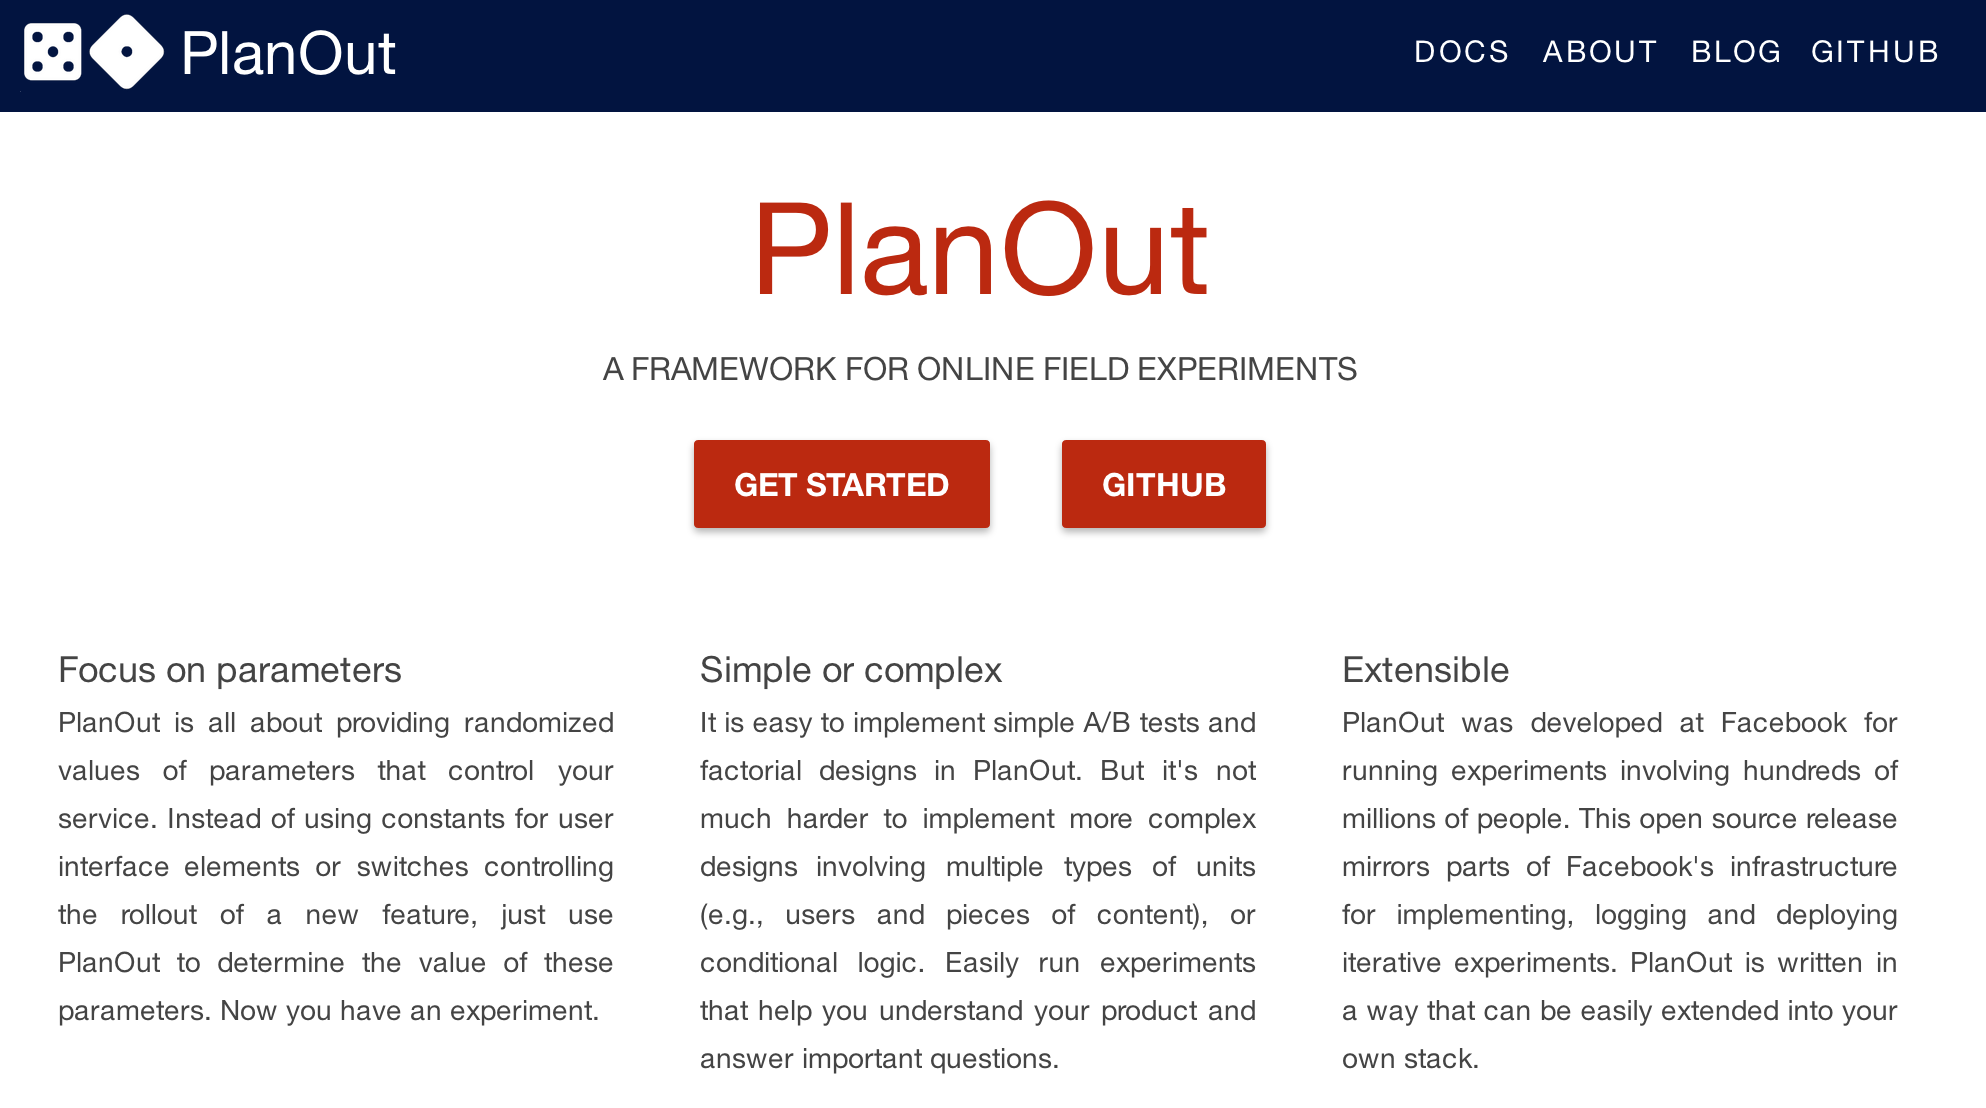 PlanOut
DOCS ABOUT BLOG GITHUB
PlanOut
A FRAMEWORK FOR ONLINE FIELD EXPERIMENTS
GET STARTED
GITHUB
Focus on parameters
PlanOut is all about providing randomized
values of parameters that control your
service. Instead of using constants for user
interface elements or switches controlling
the rollout of a new feature, just use
PlanOut to determine the value of these
parameters. Now you have an experiment.
Simple or complex
It is easy to implement simple A/B tests and
factorial designs in PlanOut. But it's not
much harder to implement more complex
designs involving multiple types of units
(e.g., users and pieces of content), or
conditional logic. Easily run experiments
that help you understand your product and
answer important questions.
Extensible
PlanOut was developed at Facebook for
running experiments involving hundreds of
millions of people. This open source release
mirrors parts of Facebook's infrastructure
for implementing, logging and deploying
iterative experiments. PlanOut is written in
a way that can be easily extended into your
own stack.